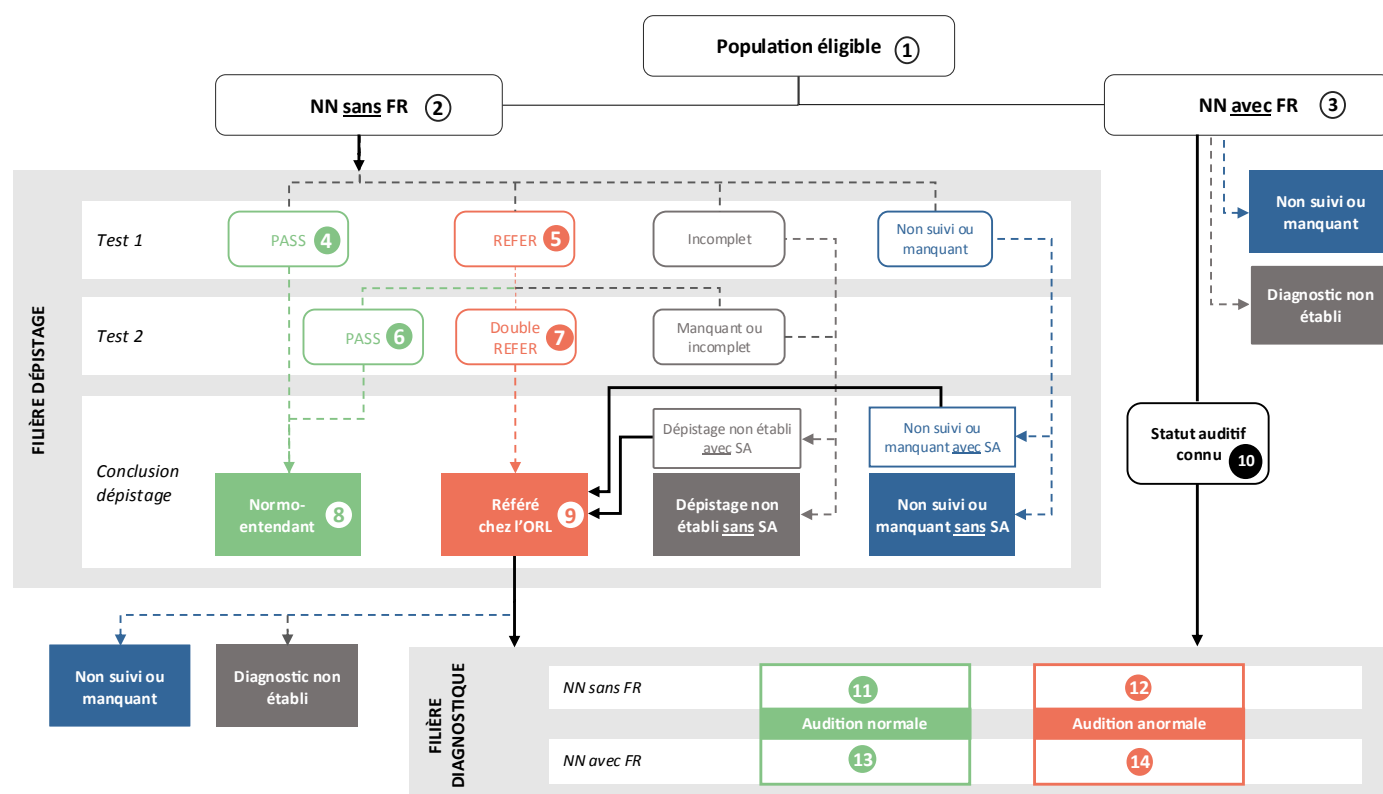 Population éligible 1
NN sans FR 2
NN avec FR 3
Non suivi ou
manquant
Diagnostic non
établi
FILIÈRE DÉPISTAGE
Test 1
PASS 4
REFER 5
Incomplet
Non suivi ou
manquant
Test 2
PASS 6
Double
REFER 7
Manquant ou
incomplet
Conclusion
dépistage
Dépistage non établi
avec SA
Non suivi ou
manquant avec SA
Normo-
entendant 8
Référé
chez l'ORL 9
Dépistage non
établi sans SA
Non suivi ou
manquant sans SA
Statut auditif
connu 10
Non suivi ou
manquant
Diagnostic non
établi
FILIÈRE
DIAGNOSTIQUE
NN sans FR
11
12
Audition normale
Audition anormale
NN avec FR
13
14